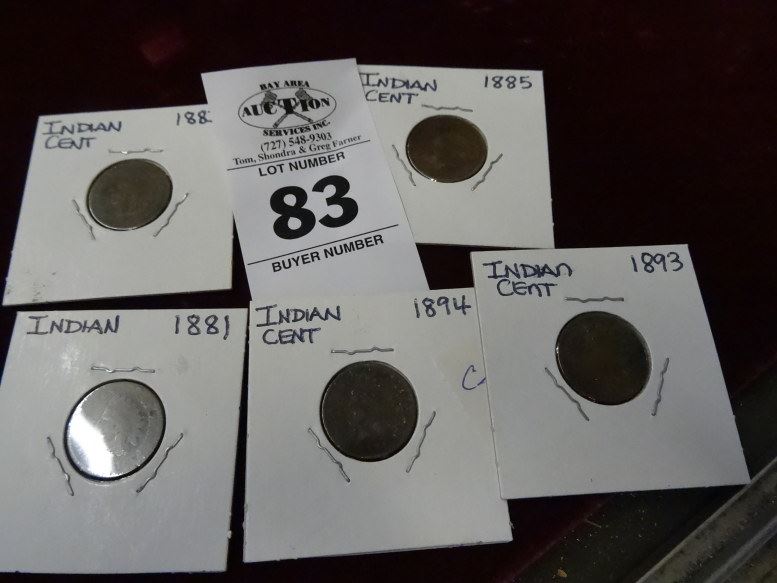 INDIAN
CENT
BAY AREA
AUCTION
SERVICES INC.
(727) 548-9303
Tom, Shondra & Greg Farner
LOT NUMBER
83
BUYER NUMBER
INDIAN 1885
CENT
INDIAN 1881
INDIAN 1894
CENT
INDIAN 1893
CENT